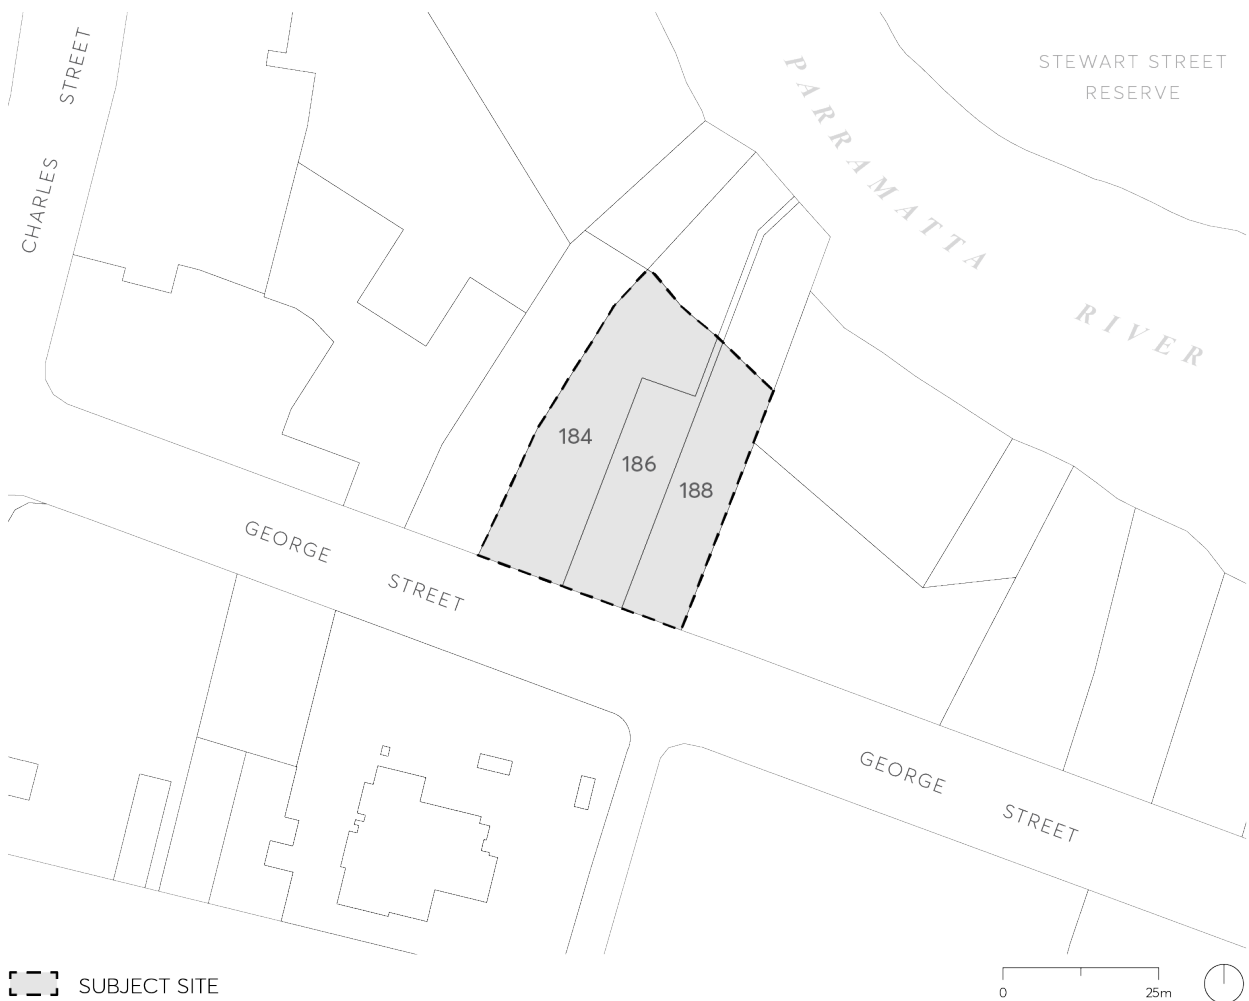 STEWART STREET
RESERVE
CHARLES STREET
PARRAMATTA RIVER
184
186
188
GEORGE STREET
GEORGE STREET
SUBJECT SITE
0 25m